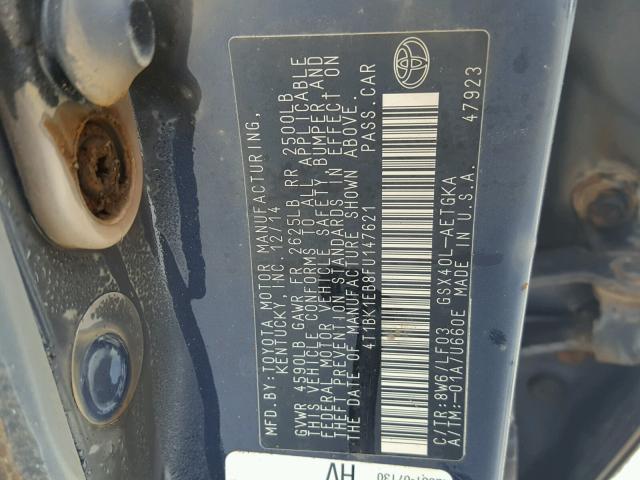 MFD. BY: TOYOTA MOTOR MANUFACTURING,
KENTUCKY, INC. 12/14
GVWR 4590LB GAWR FR 2625LB RR 2500LB
THIS VEHICLE CONFORMS TO ALL APPLICABLE
FEDERAL MOTOR VEHICLE SAFETY, BUMPER AND
THEFT PREVENTION STANDARDS IN EFFECT ON
THE DATE OF MANUFACTURE SHOWN ABOVE.
4T1BK1EB8FU147621 PASS. CAR
C/TR:8W6/LF03 GSX40L-AETGKA
A/TM:-01A/U660E MADE IN U.S.A. 47923
HV